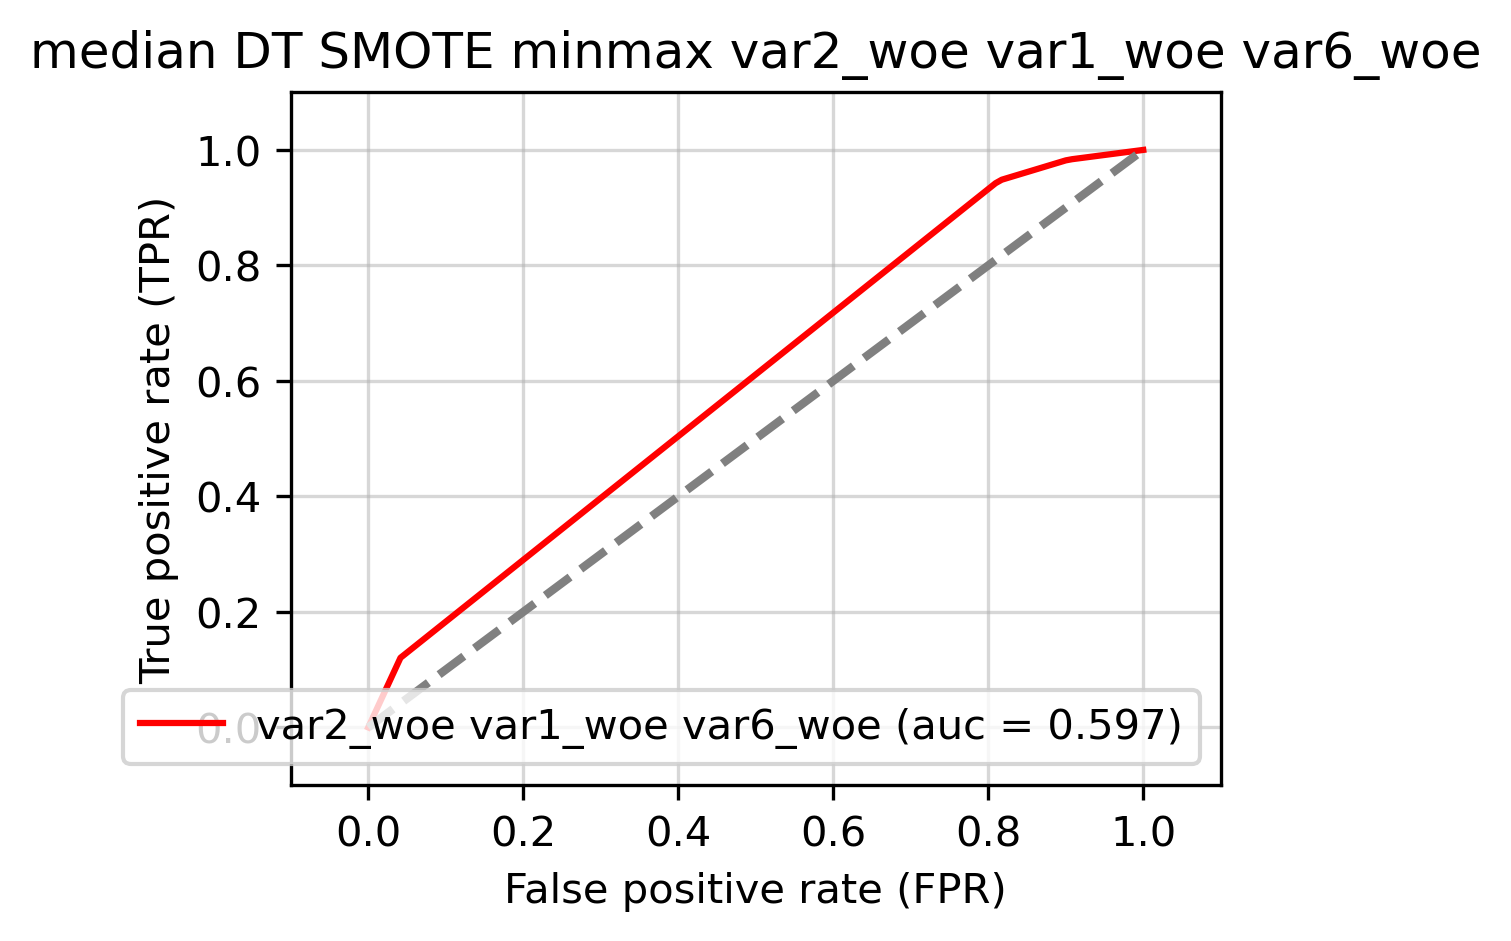 median DT SMOTE minmax var2_woe var1_woe var6_woe
True positive rate (TPR)
1.0
0.8
0.6
0.4
0.2
0.0
var2_woe var1_woe var6_woe (auc = 0.597)
0.0 0.2 0.4 0.6 0.8 1.0
False positive rate (FPR)